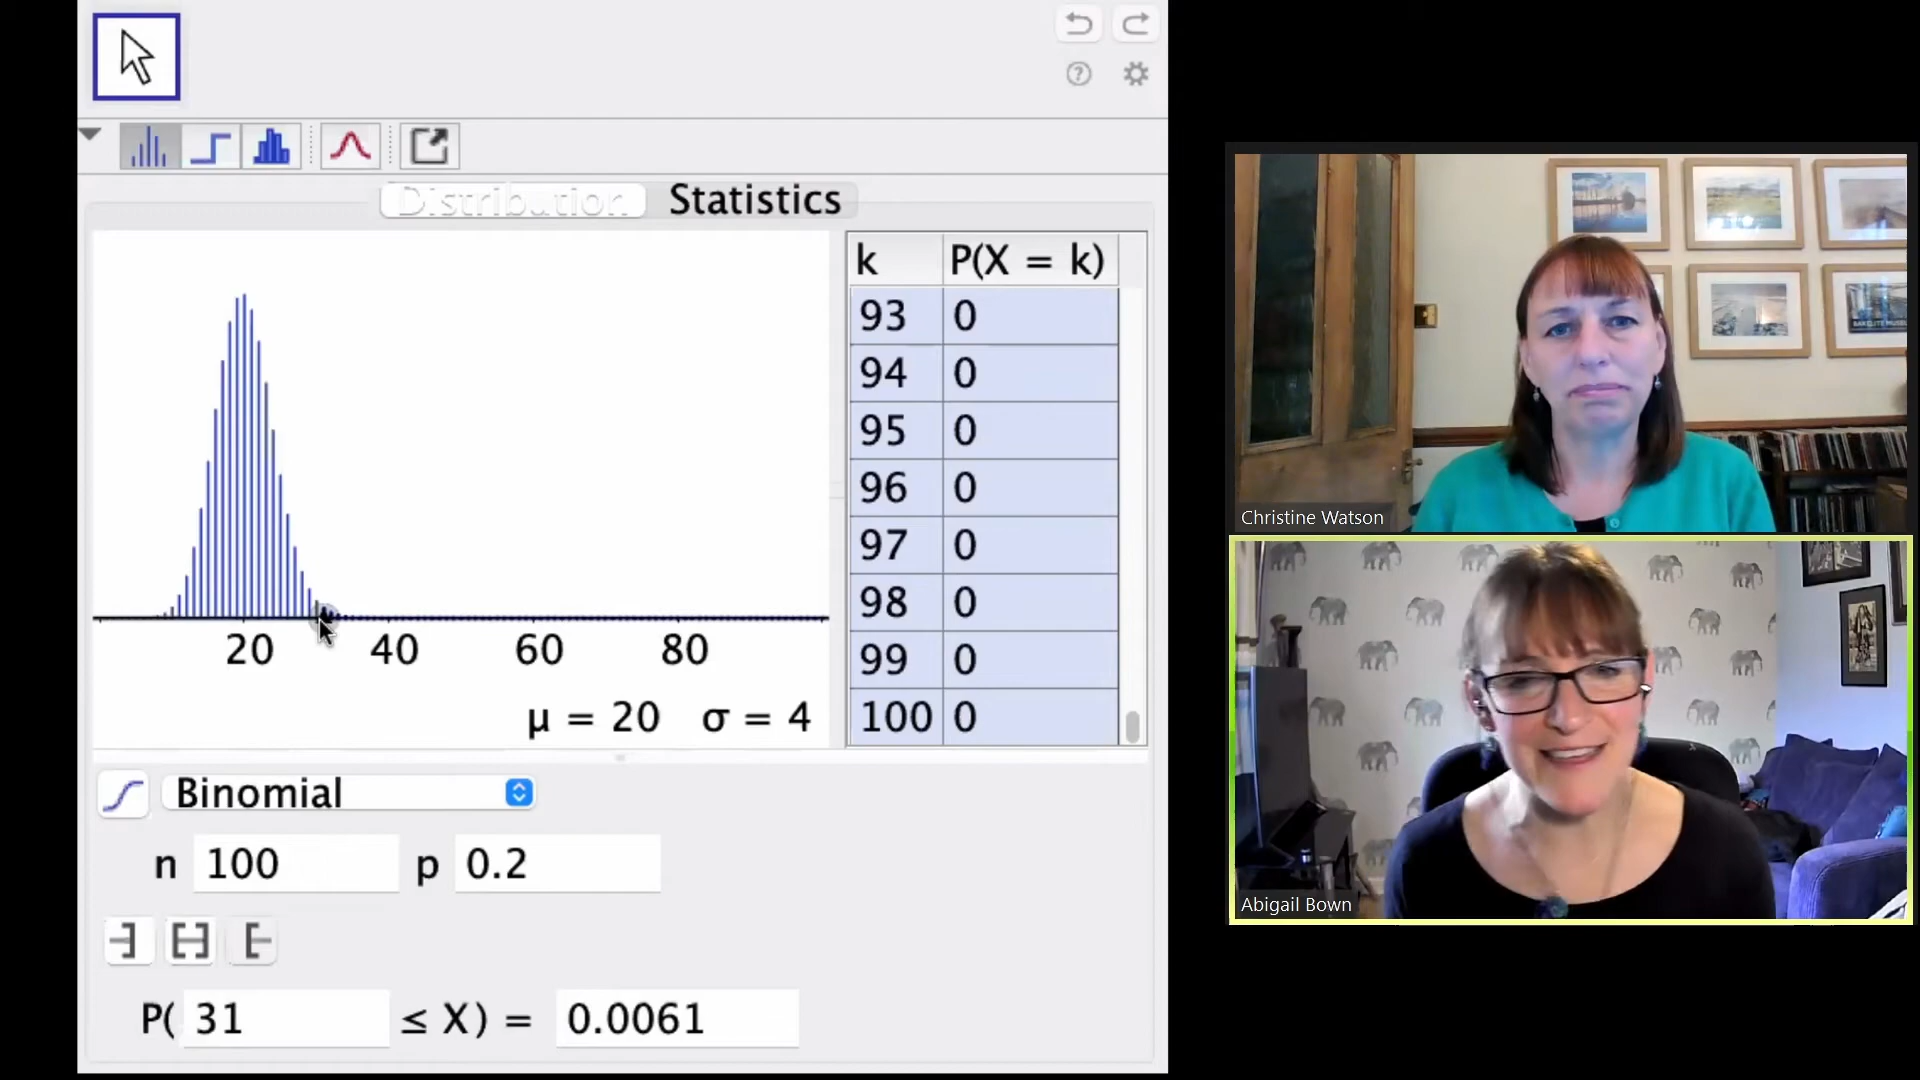 Distribution Statistics
k P(X = k)
93 0
94 0
95 0
96 0
97 0
98 0
99 0
100 0
20 40 60 80
μ = 20 σ = 4
Binomial
n 100 p 0.2
P( 31 ≤ X) = 0.0061
Christine Watson
Abigail Bown